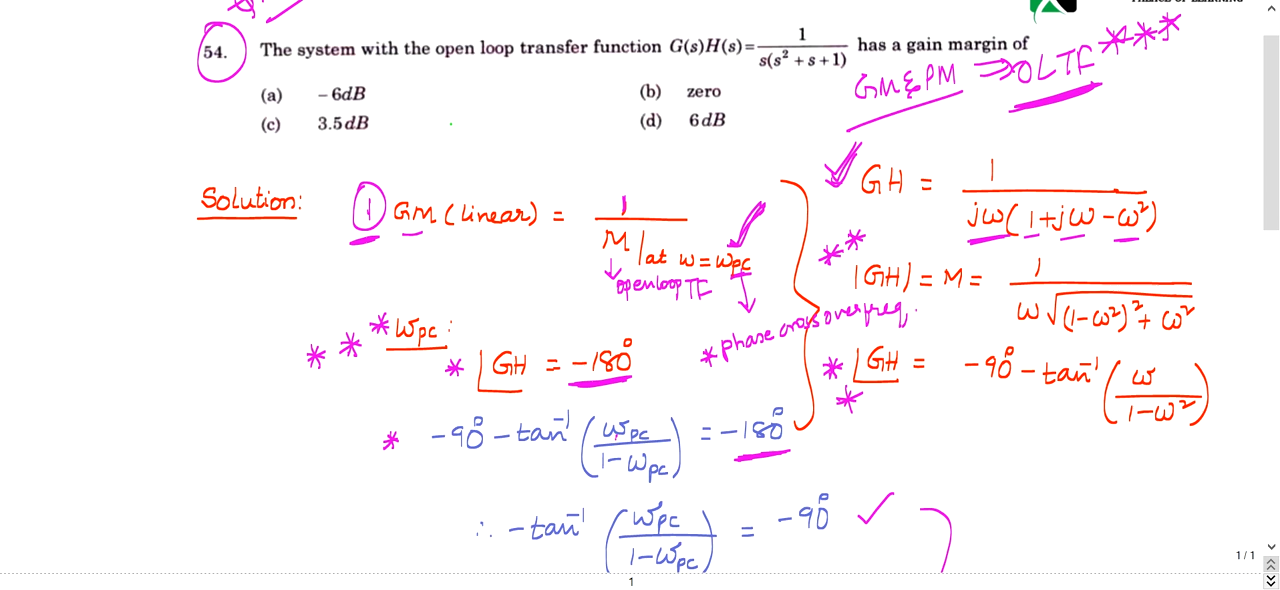 54. The system with the open loop transfer function G(s)H(s)= 1 / s(s² + s + 1) has a gain margin of
(a) – 6dB (b) zero
(c) 3.5dB (d) 6dB
GM & PM ⇒ OLTF ***
Solution: ① GM (linear) = 1 / M | at ω = ωpc
↓ open loop TF
↓ * phase cross over freq.
✓ GH = 1 / jω(1+jω-ω²)
** |GH| = M = 1 / ω√((1-ω²)²+ω²)
* ∠GH = -90° - tan⁻¹(ω / 1-ω²)
*
* * * ωpc :
* ∠GH = -180°
* -90° - tan⁻¹(ωpc / 1-ωpc) = -180°
∴ -tan⁻¹(ωpc / 1-ωpc) = -90° ✓
1 / 1
1